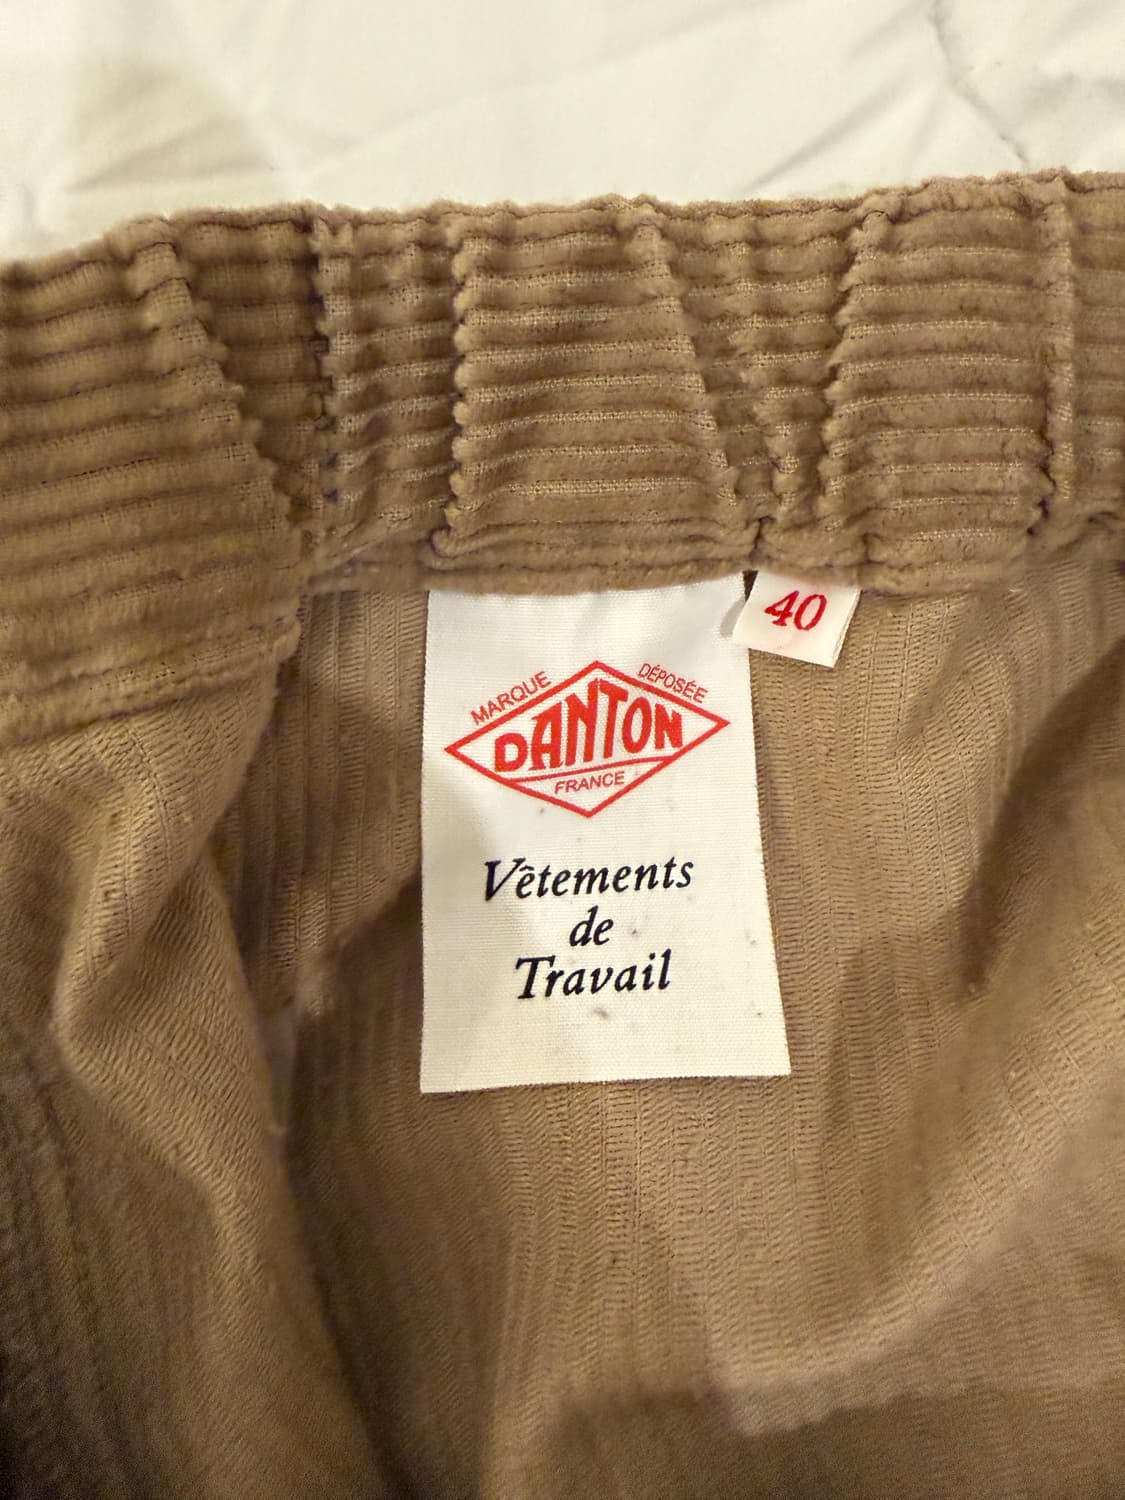 40
MARQUE DÉPOSÉE
DANTON
FRANCE
Vêtements
de
Travail